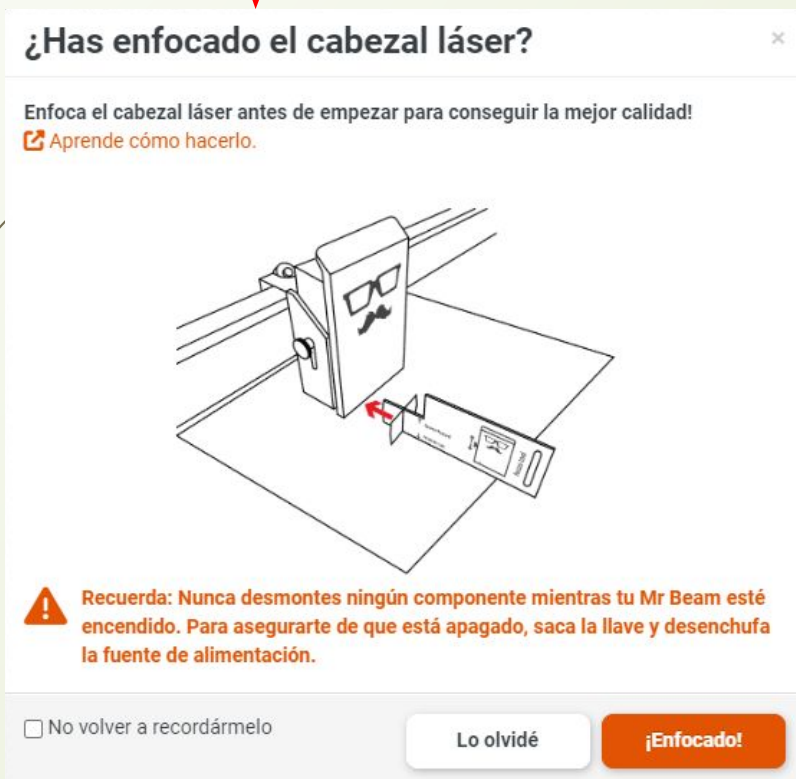 ¿Has enfocado el cabezal láser?
×
Enfoca el cabezal láser antes de empezar para conseguir la mejor calidad!
Aprende cómo hacerlo.
Recuerda: Nunca desmontes ningún componente mientras tu Mr Beam esté
encendido. Para asegurarte de que está apagado, saca la llave y desenchufa
la fuente de alimentación.
No volver a recordármelo
Lo olvidé
¡Enfocado!